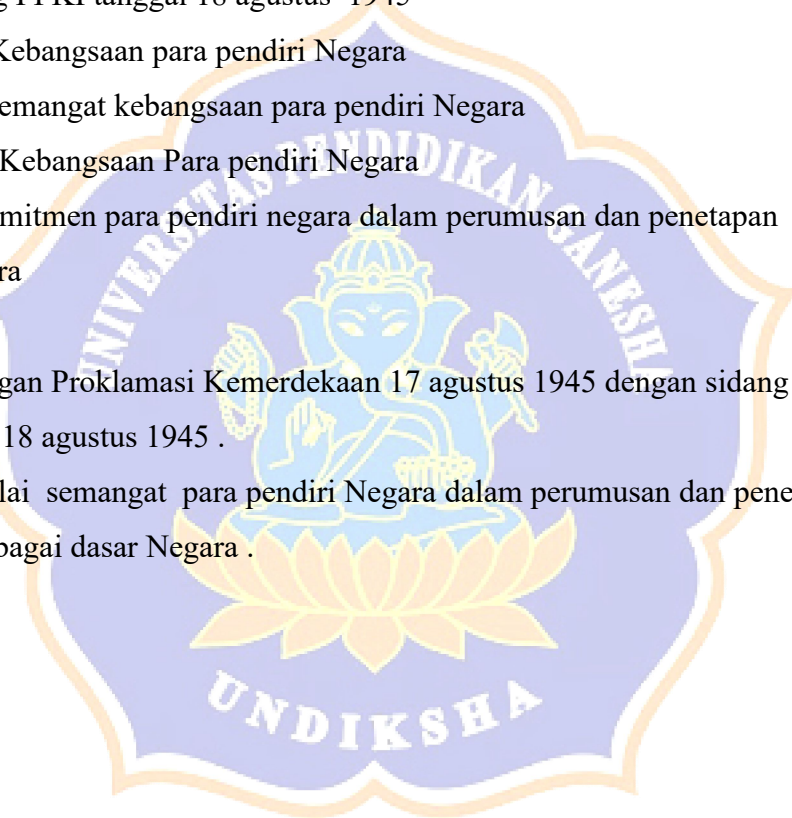 PPKI tanggal 18 agustus 1945
Kebangsaan para pendiri Negara
emangat kebangsaan para pendiri Negara
Kebangsaan Para pendiri Negara
mitmen para pendiri negara dalam perumusan dan penetapan
ra
gan Proklamasi Kemerdekaan 17 agustus 1945 dengan sidang
18 agustus 1945 .
lai semangat para pendiri Negara dalam perumusan dan pene
bagai dasar Negara .
UNIVERSITAS PENDIDIKAN GANESHA
UNDIKSHA